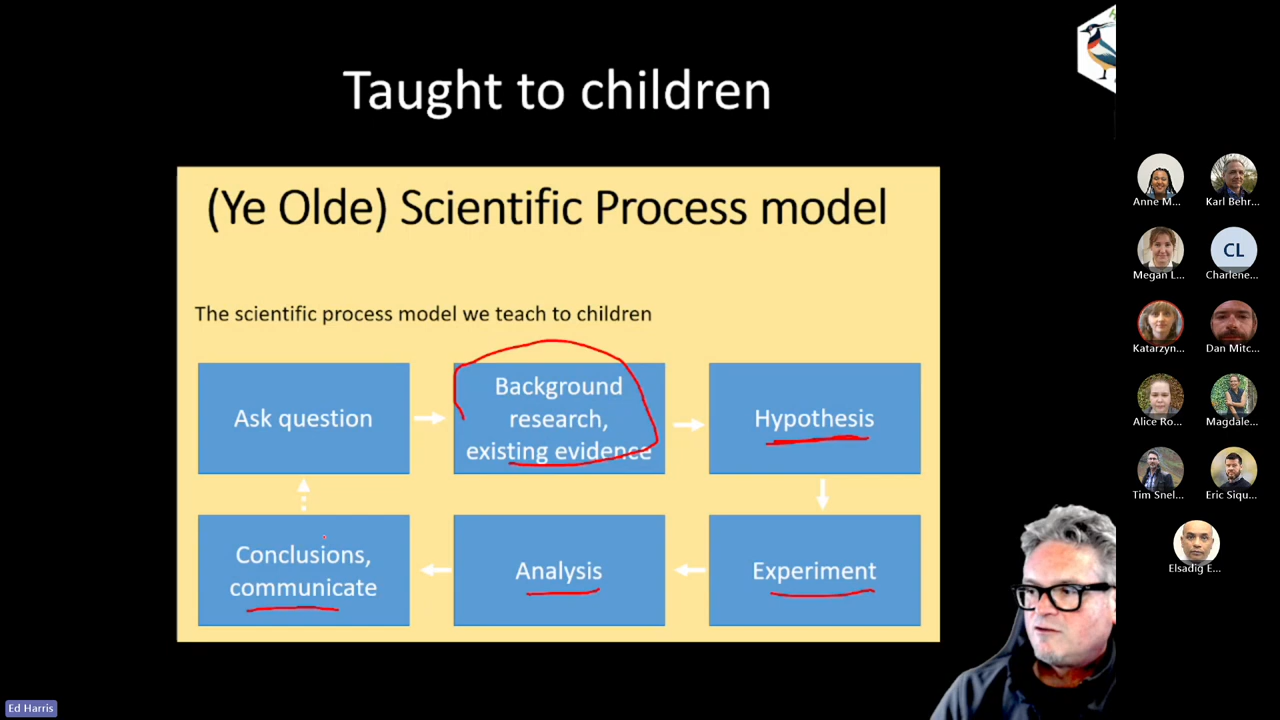 Taught to children
(Ye Olde) Scientific Process model
The scientific process model we teach to children
Ask question
Background
research,
existing evidence
Hypothesis
Conclusions,
communicate
Analysis
Experiment
Anne M...
Karl Behr...
Megan L...
CL
Charlene...
Katarzyn...
Dan Mitc...
Alice Ro...
Magdale...
Tim Snel...
Eric Siqu...
Elsadig E...
Ed Harris